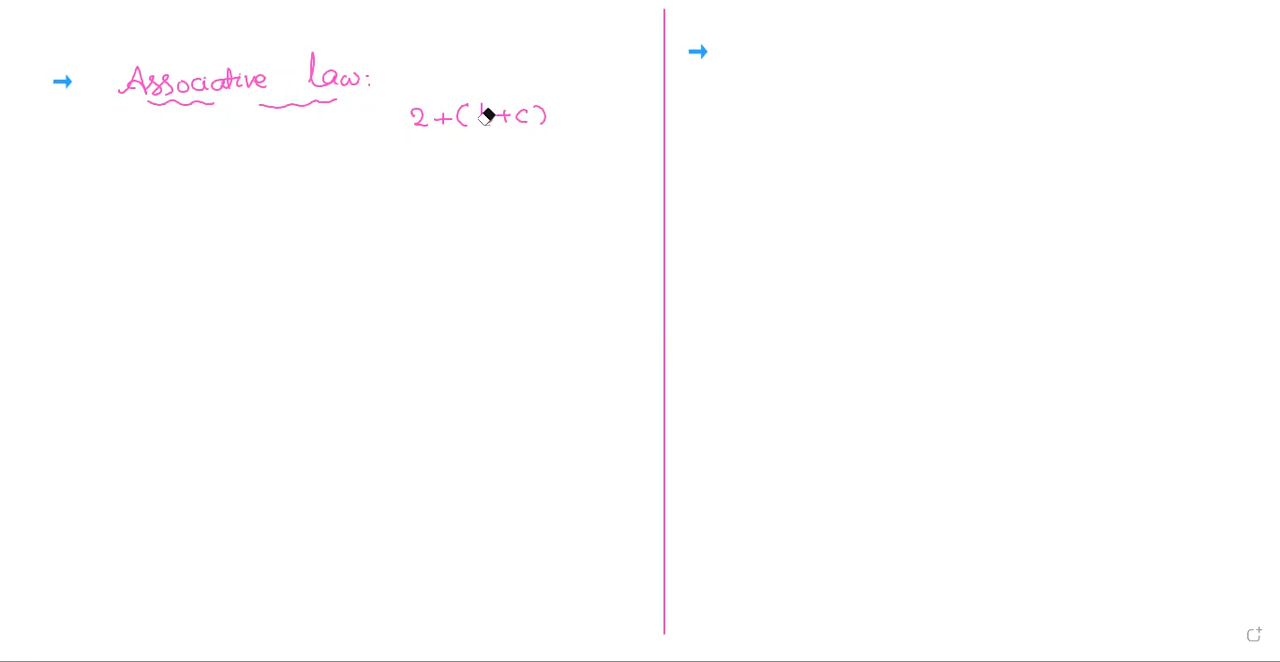 → Associative law:
2+( +c)
→